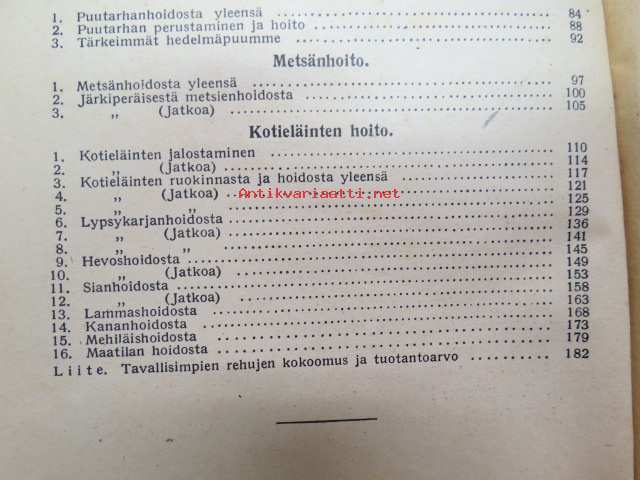 1. Puutarhanhoidosta yleensä .......... 84
2. Puutarhan perustaminen ja hoito .......... 88
3. Tärkeimmät hedelmäpuumme .......... 92
Metsänhoito.
1. Metsänhoidosta yleensä .......... 97
2. Järkiperäisestä metsienhoidosta .......... 100
3. „ (Jatkoa) .......... 105
Kotieläinten hoito.
1. Kotieläinten jalostaminen .......... 110
2. „ (Jatkoa) .......... 114
3. Kotieläinten ruokinnasta ja hoidosta yleensä .......... 117
4. „ (Jatkoa) .......... 121
Antikvariaatti.net
5. „ „ .......... 125
6. Lypsykarjanhoidosta .......... 129
7. „ (Jatkoa) .......... 136
8. „ „ .......... 141
9. Hevoshoidosta .......... 145
10. „ (Jatkoa) .......... 149
11. Sianhoidosta .......... 153
12. „ (Jatkoa) .......... 158
13. Lammashoidosta .......... 163
14. Kananhoidosta .......... 168
15. Mehiläishoidosta .......... 173
16. Maatilan hoidosta .......... 179
Liite. Tavallisimpien rehujen kokoomus ja tuotantoarvo .......... 182